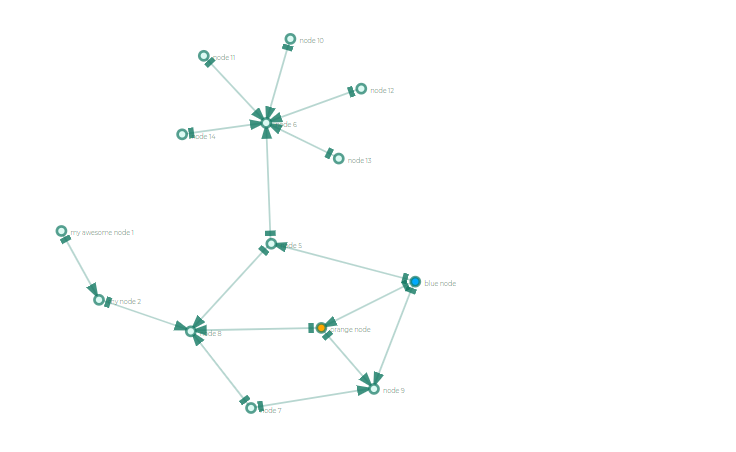 node 10
node 11
node 12
node 6
node 14
node 13
my awesome node 1
node 5
blue node
my node 2
orange node
node 8
node 9
node 7